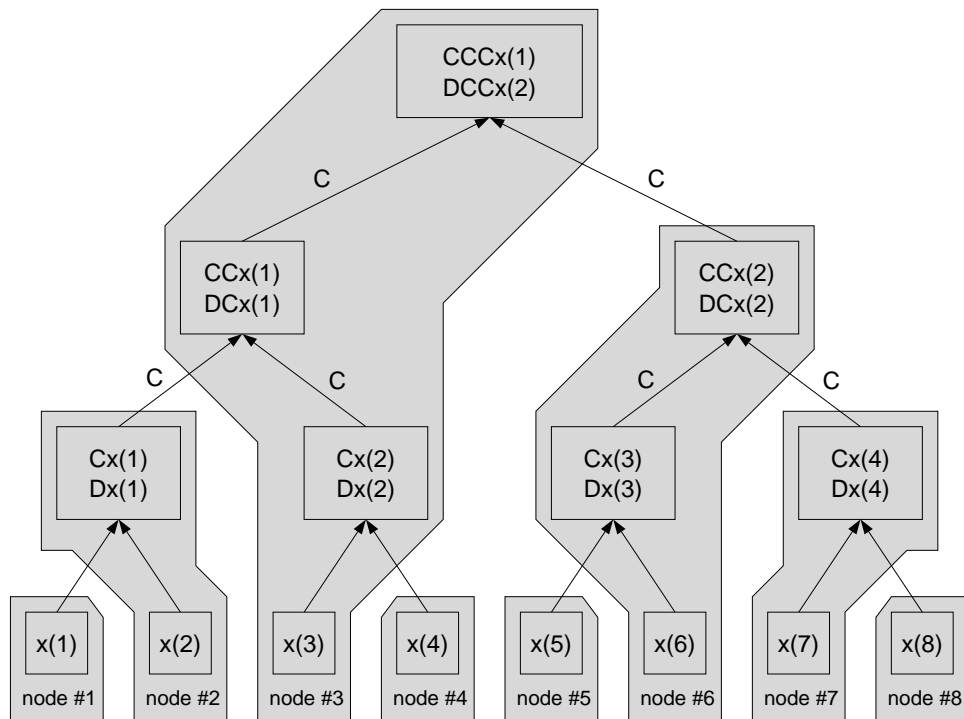 CCCx(1)
DCCx(2)
C
C
CCx(1)
DCx(1)
CCx(2)
DCx(2)
C
C
C
C
Cx(1)
Dx(1)
Cx(2)
Dx(2)
Cx(3)
Dx(3)
Cx(4)
Dx(4)
x(1)
x(2)
x(3)
x(4)
x(5)
x(6)
x(7)
x(8)
node #1
node #2
node #3
node #4
node #5
node #6
node #7
node #8